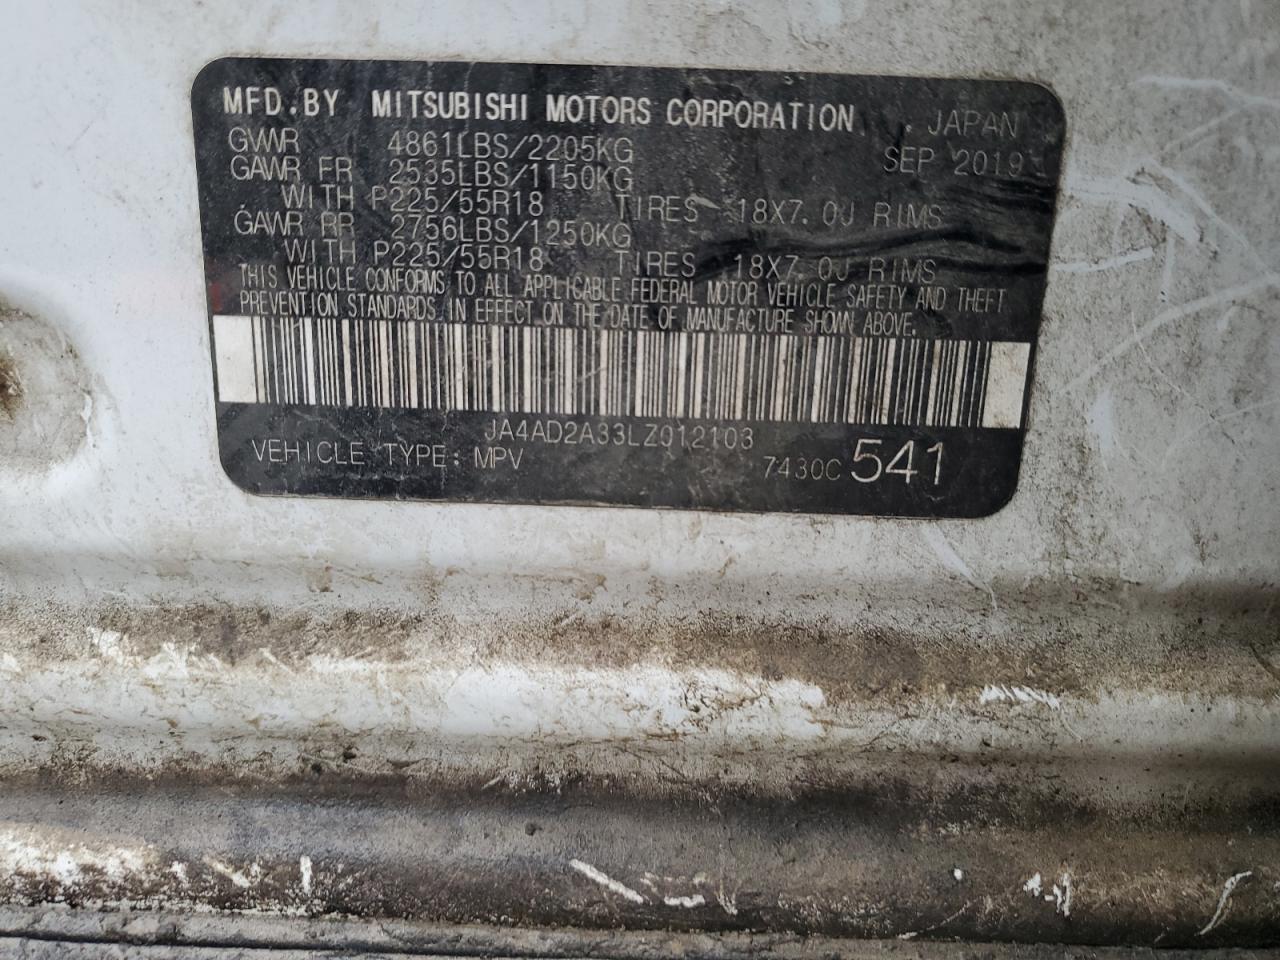 MFD.BY MITSUBISHI MOTORS CORPORATION, JAPAN
GVWR 4861LBS/2205KG SEP 2019
GAWR FR 2535LBS/1150KG
WITH P225/55R18 TIRES 18X7.0J RIMS
GAWR RR 2756LBS/1250KG
WITH P225/55R18 TIRES 18X7.0J RIMS
THIS VEHICLE CONFORMS TO ALL APPLICABLE FEDERAL MOTOR VEHICLE SAFETY AND THEFT
PREVENTION STANDARDS IN EFFECT ON THE DATE OF MANUFACTURE SHOWN ABOVE.
JA4AD2A33LZ012103
VEHICLE TYPE: MPV 7430C 541